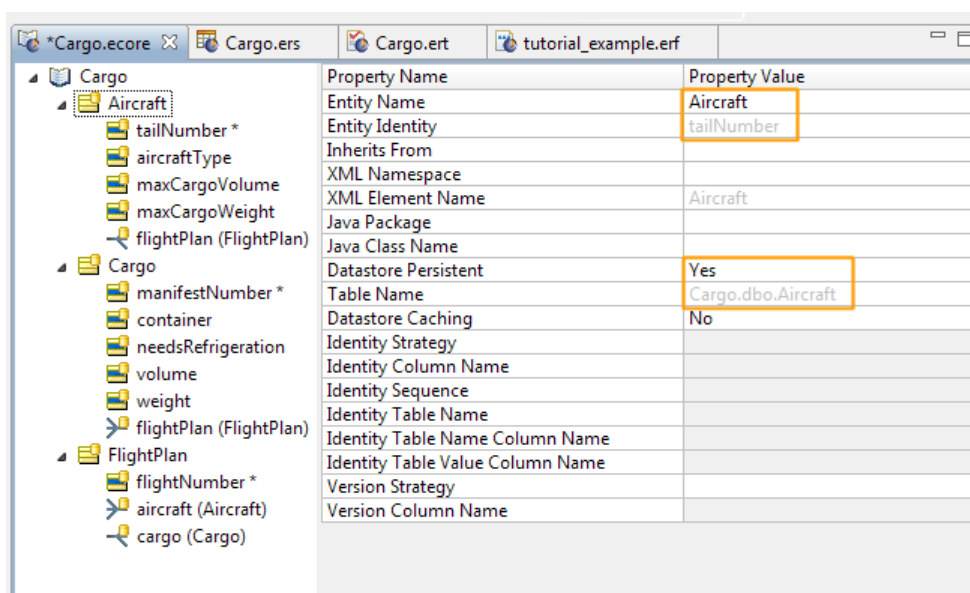 *Cargo.ecore Cargo.ers Cargo.ert tutorial_example.erf
Cargo
Aircraft
tailNumber *
aircraftType
maxCargoVolume
maxCargoWeight
flightPlan (FlightPlan)
Cargo
manifestNumber *
container
needsRefrigeration
volume
weight
flightPlan (FlightPlan)
FlightPlan
flightNumber *
aircraft (Aircraft)
cargo (Cargo)
Property Name Property Value
Entity Name Aircraft
Entity Identity tailNumber
Inherits From
XML Namespace
XML Element Name Aircraft
Java Package
Java Class Name
Datastore Persistent Yes
Table Name Cargo.dbo.Aircraft
Datastore Caching No
Identity Strategy
Identity Column Name
Identity Sequence
Identity Table Name
Identity Table Name Column Name
Identity Table Value Column Name
Version Strategy
Version Column Name